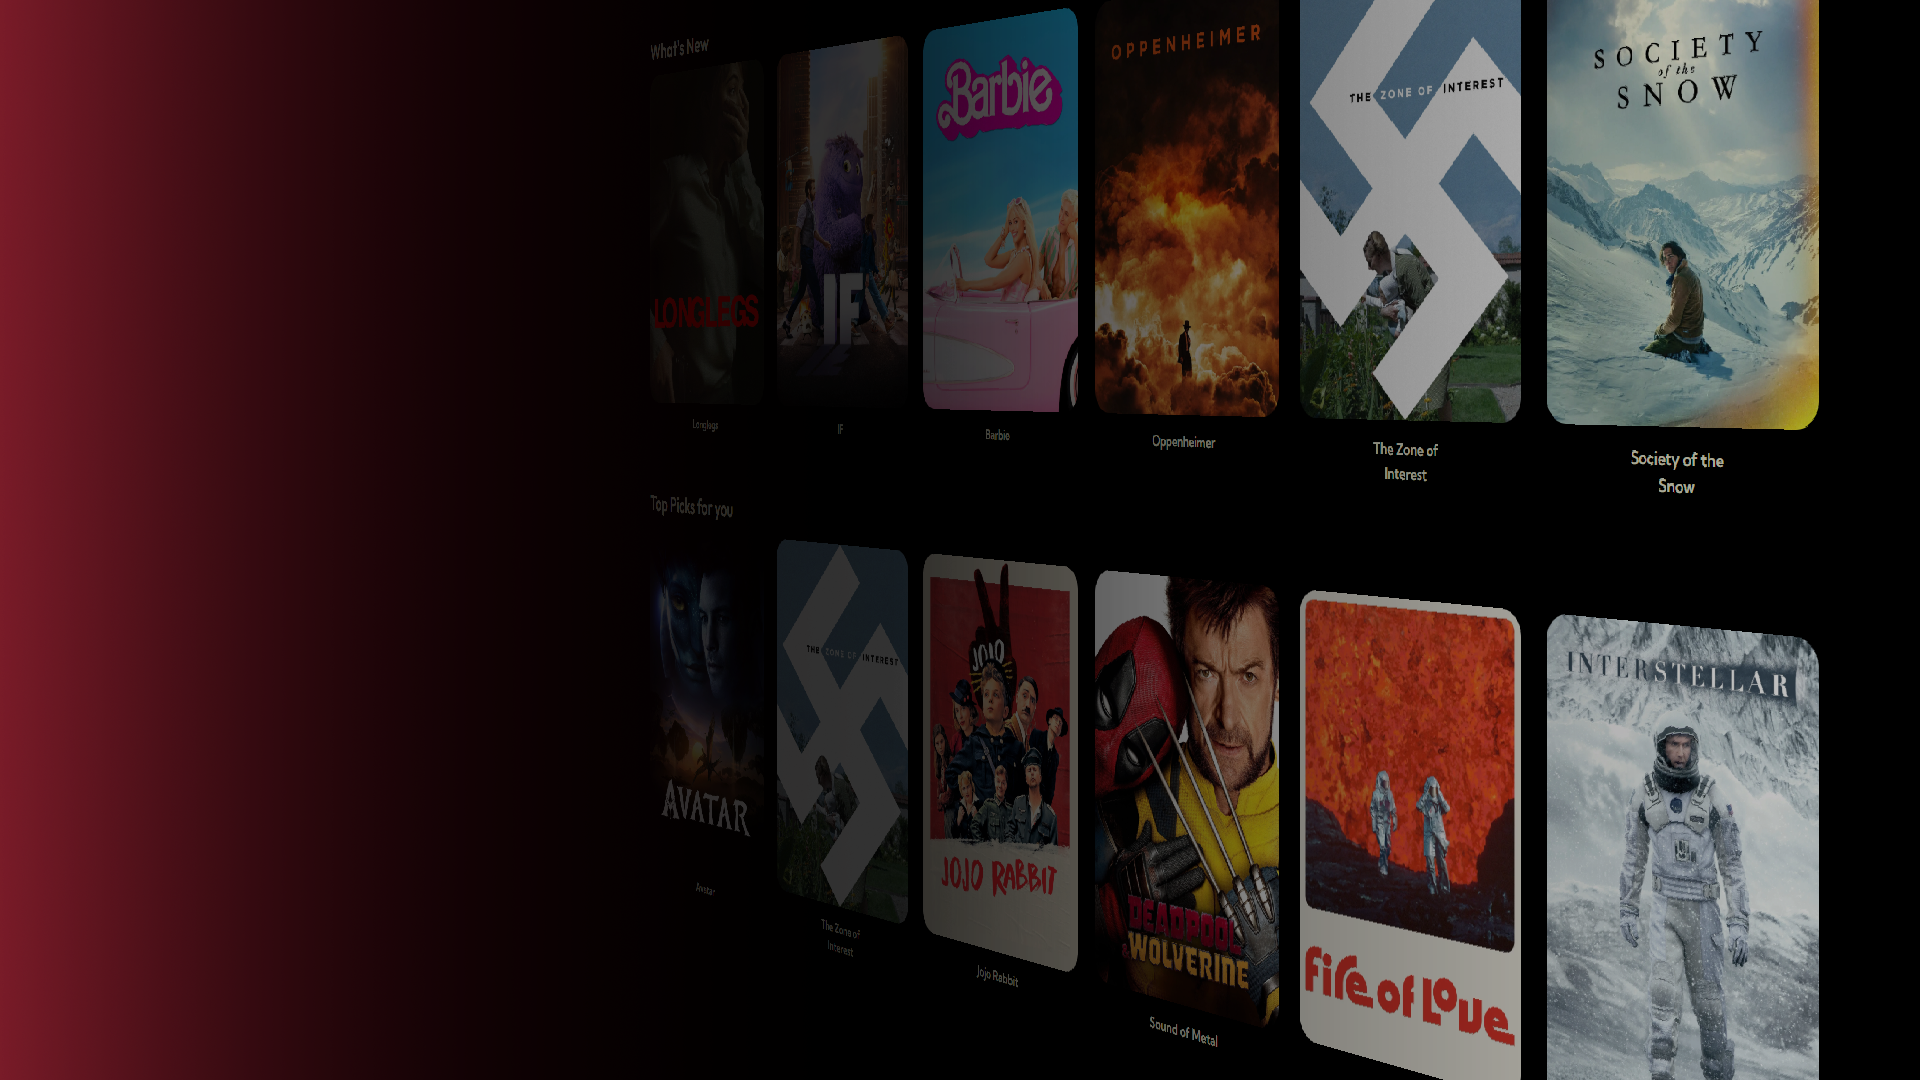 What's New
LONGLEGS
IF
Barbie
OPPENHEIMER
THE ZONE OF INTEREST
SOCIETY
of the
SNOW
Longlegs
IF
Barbie
Oppenheimer
The Zone of
Interest
Society of the
Snow
Top Picks for you
AVATAR
THE ZONE OF INTEREST
JOJO
JOJO RABBIT
DEADPOOL
& WOLVERINE
fire of Love
INTERSTELLAR
Avatar
The Zone of
Interest
Jojo Rabbit
Sound of Metal